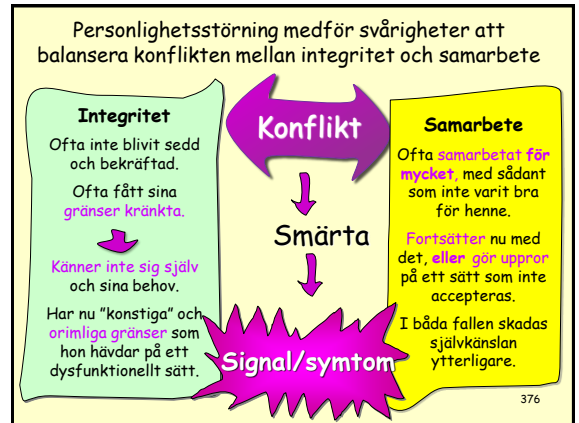 Personlighetsstörning medför svårigheter att
balansera konflikten mellan integritet och samarbete
Integritet
Ofta inte blivit sedd
och bekräftad.
Ofta fått sina
gränser kränkta.
Känner inte sig själv
och sina behov.
Har nu "konstiga" och
orimliga gränser som
hon hävdar på ett
dysfunktionellt sätt.
Konflikt
Smärta
Signal/symtom
Samarbete
Ofta samarbetat för
mycket, med sådant
som inte varit bra
för henne.
Fortsätter nu med
det, eller gör uppror
på ett sätt som inte
accepteras.
I båda fallen skadas
självkänslan
ytterligare.
376